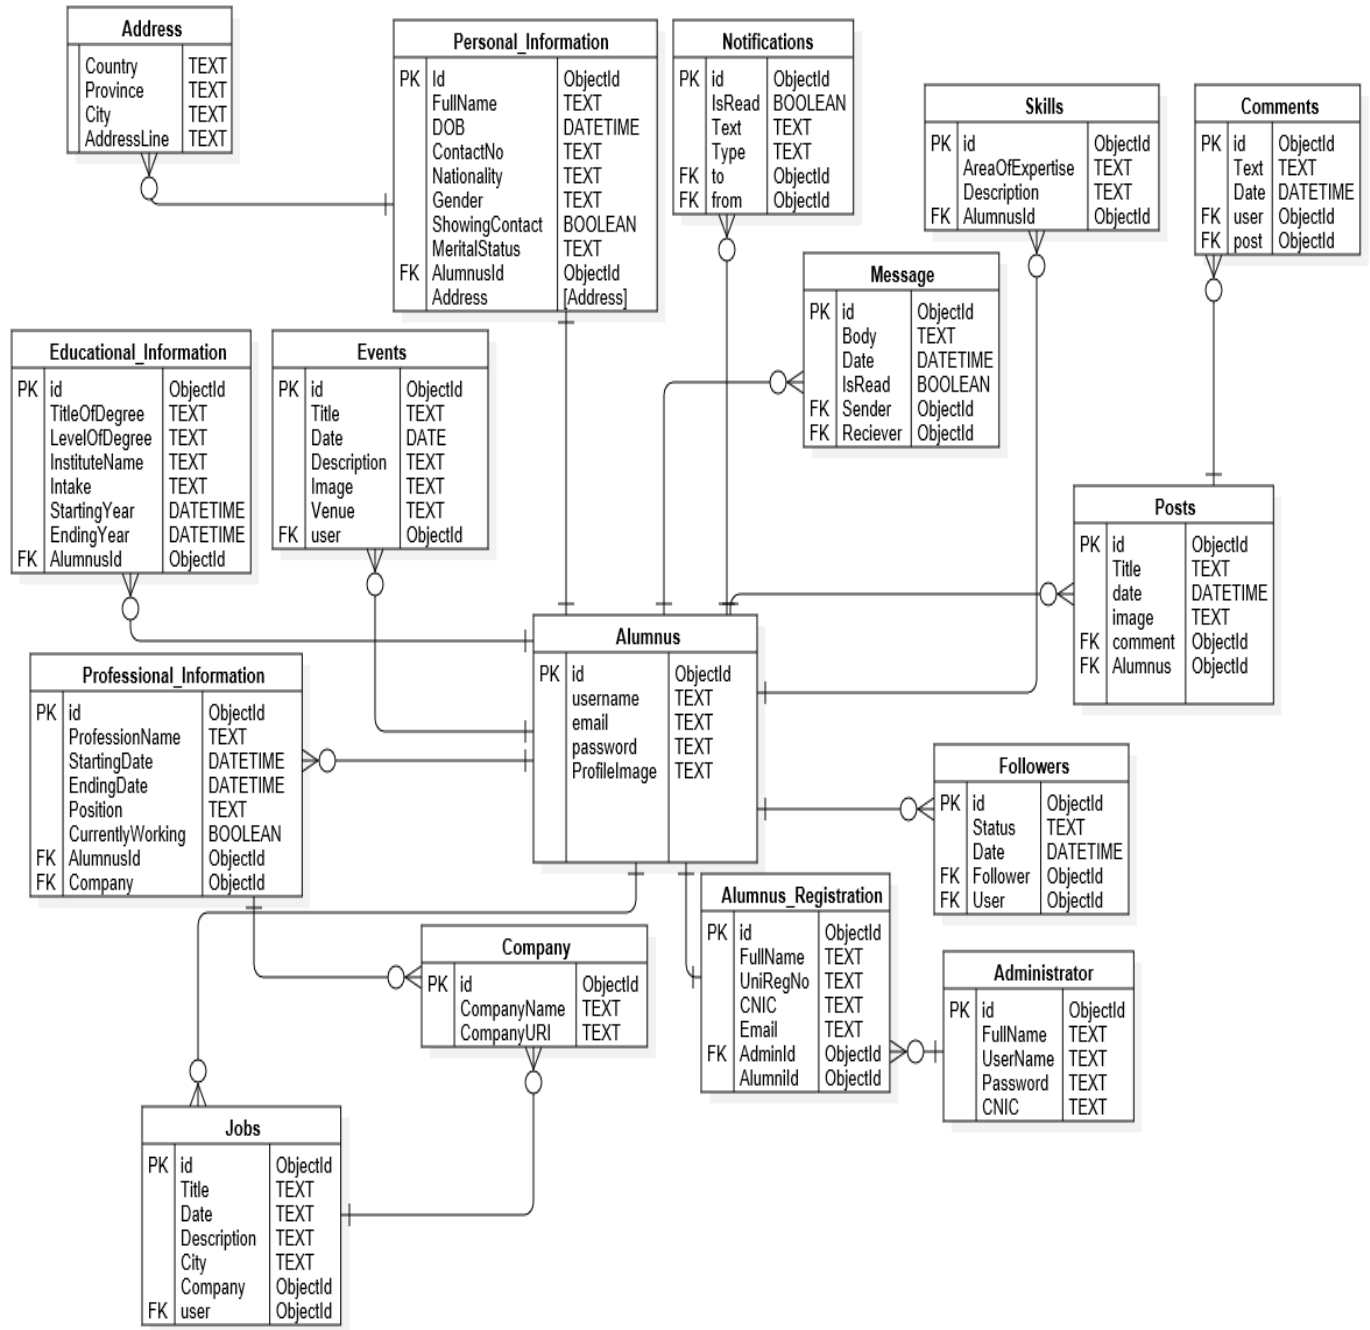 Address
Country TEXT
Province TEXT
City TEXT
AddressLine TEXT
Personal_Information
PK Id ObjectId
FullName TEXT
DOB DATETIME
ContactNo TEXT
Nationality TEXT
Gender TEXT
ShowingContact BOOLEAN
MeritalStatus TEXT
FK AlumnusId ObjectId
Address [Address]
Notifications
PK id ObjectId
IsRead BOOLEAN
Text TEXT
Type TEXT
FK to ObjectId
FK from ObjectId
Skills
PK id ObjectId
AreaOfExpertise TEXT
Description TEXT
FK AlumnusId ObjectId
Comments
PK id ObjectId
Text TEXT
Date DATETIME
FK user ObjectId
FK post ObjectId
Message
PK id ObjectId
Body TEXT
Date DATETIME
IsRead BOOLEAN
FK Sender ObjectId
FK Reciever ObjectId
Educational_Information
PK id ObjectId
TitleOfDegree TEXT
LevelOfDegree TEXT
InstituteName TEXT
Intake TEXT
StartingYear DATETIME
EndingYear DATETIME
FK AlumnusId ObjectId
Events
PK id ObjectId
Title TEXT
Date DATE
Description TEXT
Image TEXT
Venue TEXT
FK user ObjectId
Posts
PK id ObjectId
Title TEXT
date DATETIME
image TEXT
FK comment ObjectId
FK Alumnus ObjectId
Alumnus
PK id ObjectId
username TEXT
email TEXT
password TEXT
ProfileImage TEXT
Professional_Information
PK id ObjectId
ProfessionName TEXT
StartingDate DATETIME
EndingDate DATETIME
Position TEXT
CurrentlyWorking BOOLEAN
FK AlumnusId ObjectId
FK Company ObjectId
Followers
PK id ObjectId
Status TEXT
Date DATETIME
FK Follower ObjectId
FK User ObjectId
Alumnus_Registration
PK id ObjectId
FullName TEXT
UniRegNo TEXT
CNIC TEXT
Email TEXT
FK AdminId ObjectId
AlumniId ObjectId
Company
PK id ObjectId
CompanyName TEXT
CompanyURI TEXT
Administrator
PK id ObjectId
FullName TEXT
UserName TEXT
Password TEXT
CNIC TEXT
Jobs
PK id ObjectId
Title TEXT
Date TEXT
Description TEXT
City TEXT
Company ObjectId
FK user ObjectId